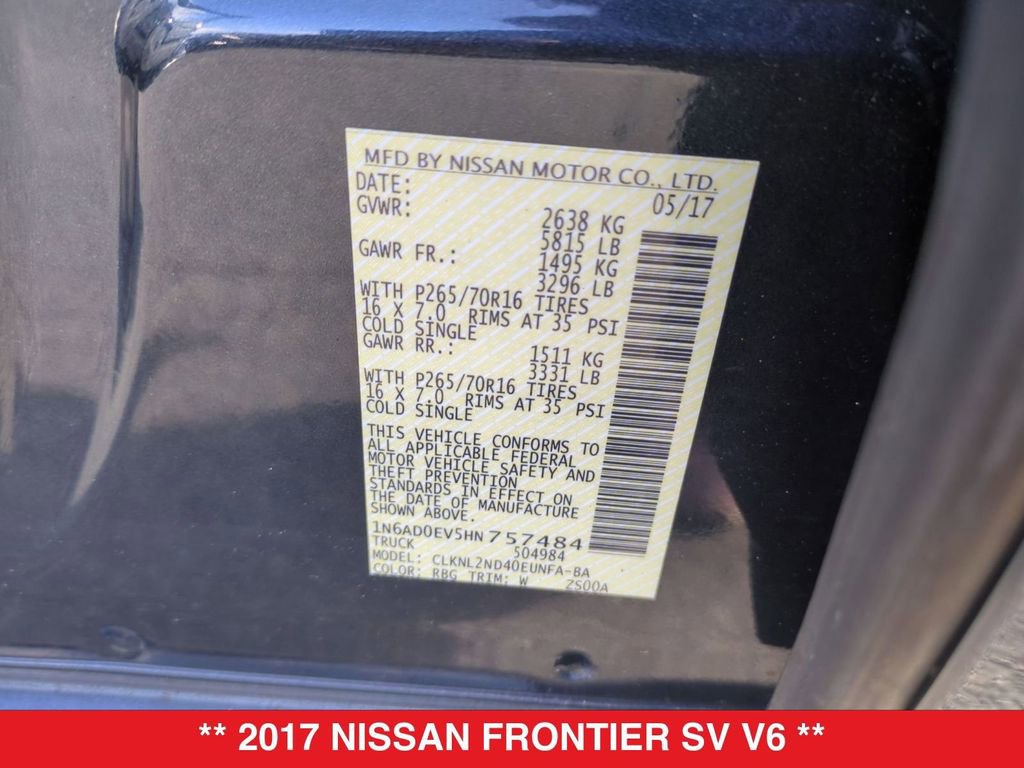 MFD BY NISSAN MOTOR CO., LTD.
DATE: 05/17
GVWR: 2638 KG
5815 LB
GAWR FR.: 1495 KG
3296 LB
WITH P265/70R16 TIRES
16 X 7.0 RIMS AT 35 PSI
COLD SINGLE
GAWR RR.: 1511 KG
3331 LB
WITH P265/70R16 TIRES
16 X 7.0 RIMS AT 35 PSI
COLD SINGLE
THIS VEHICLE CONFORMS TO
ALL APPLICABLE FEDERAL
MOTOR VEHICLE SAFETY AND
THEFT PREVENTION
STANDARDS IN EFFECT ON
THE DATE OF MANUFACTURE
SHOWN ABOVE.
1N6AD0EV5HN757484
TRUCK 504984
MODEL: CLKNL2ND40EUNFA-BA
COLOR: RBG TRIM: W ZS00A
** 2017 NISSAN FRONTIER SV V6 **